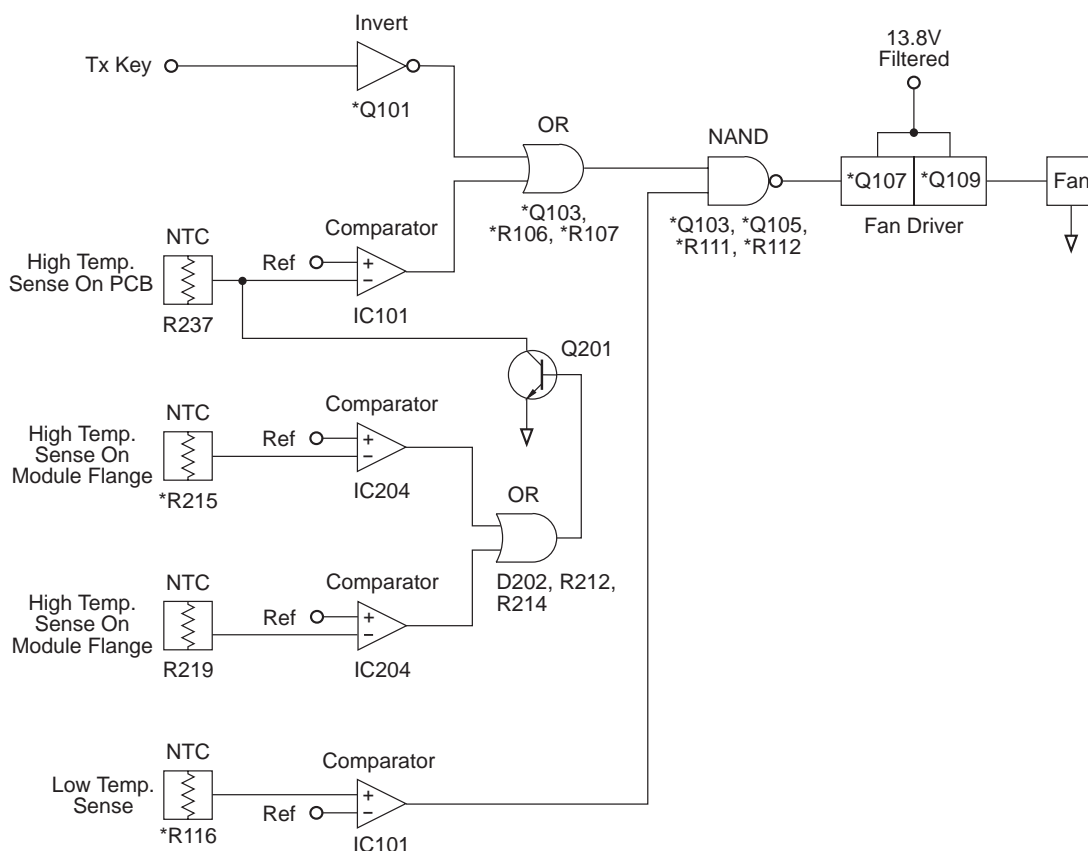 Invert
Tx Key
*Q101
13.8V
Filtered
OR
NAND
*Q107
*Q109
Fan
Fan Driver
*Q103,
*R106, *R107
*Q103, *Q105,
*R111, *R112
NTC
Comparator
High Temp.
Sense On PCB
Ref
+
−
R237
IC101
Q201
NTC
Comparator
High Temp.
Sense On
Module Flange
Ref
+
−
*R215
IC204
OR
D202, R212,
R214
NTC
Comparator
High Temp.
Sense On
Module Flange
Ref
+
−
R219
IC204
NTC
Comparator
Low Temp.
Sense
+
Ref
−
*R116
IC101